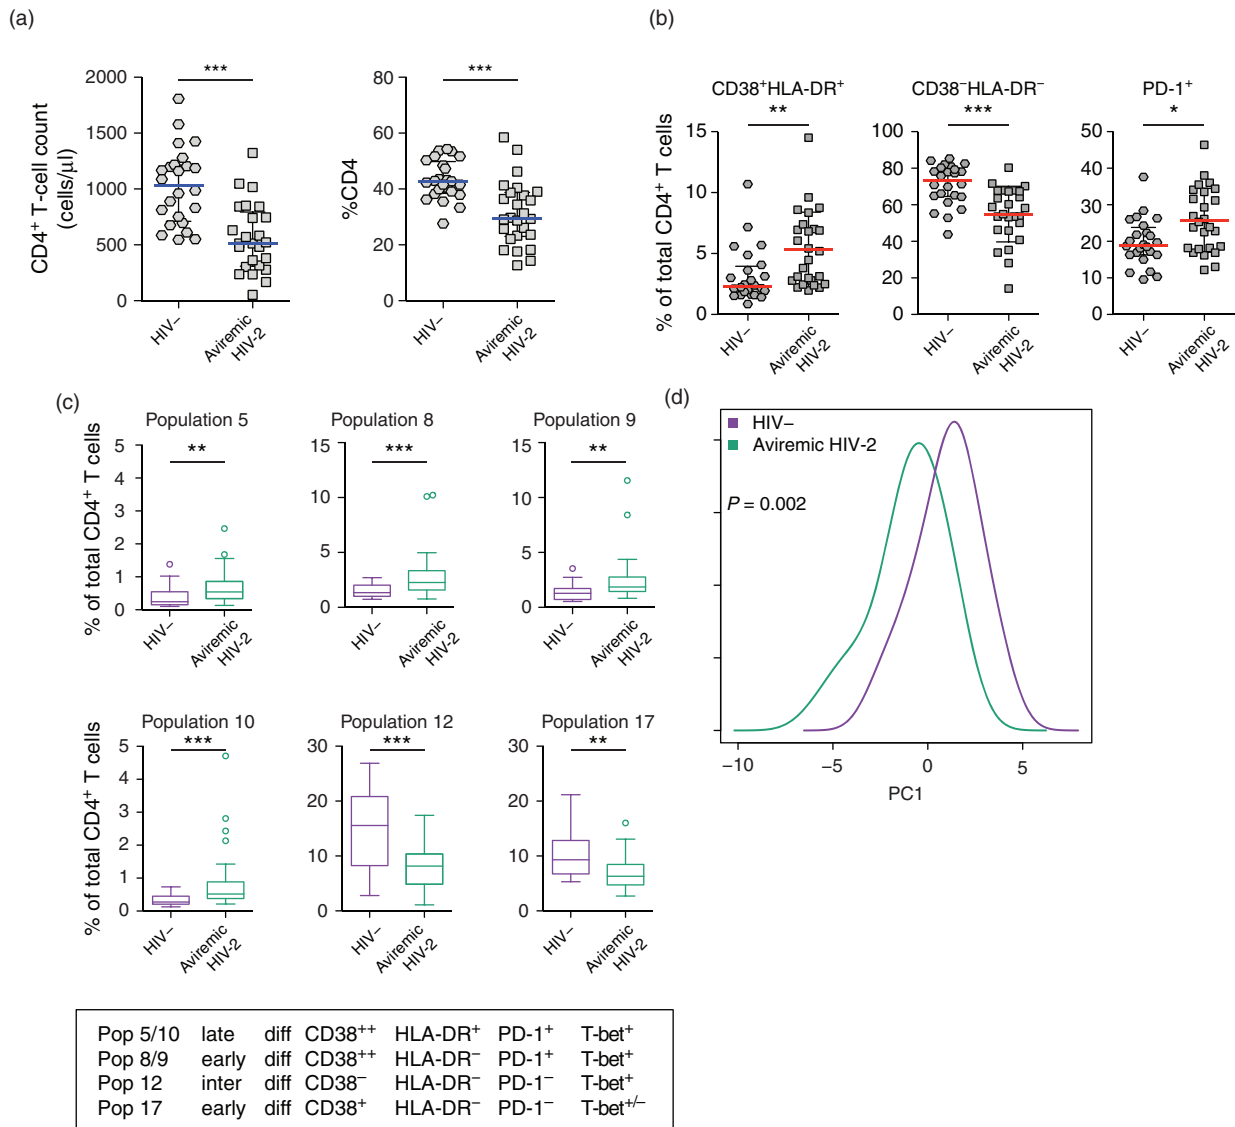 (a)
CD4⁺ T-cell count
(cells/μl)
2000
1500
1000
500
0
***
HIV–
Aviremic
HIV-2
%CD4
80
60
40
20
0
***
HIV–
Aviremic
HIV-2
(b)
% of total CD4⁺ T cells
CD38⁺HLA-DR⁺
**
15
10
5
0
HIV–
Aviremic
HIV-2
CD38⁻HLA-DR⁻
***
100
80
60
40
20
0
HIV–
Aviremic
HIV-2
PD-1⁺
*
50
40
30
20
10
0
HIV–
Aviremic
HIV-2
(c)
% of total CD4⁺ T cells
Population 5
**
5
4
3
2
1
0
HIV–
Aviremic
HIV-2
Population 8
***
15
10
5
0
HIV–
Aviremic
HIV-2
Population 9
**
15
10
5
0
HIV–
Aviremic
HIV-2
% of total CD4⁺ T cells
Population 10
***
5
4
3
2
1
0
HIV–
Aviremic
HIV-2
Population 12
***
30
20
10
0
HIV–
Aviremic
HIV-2
Population 17
**
30
20
10
0
HIV–
Aviremic
HIV-2
(d)
HIV–
Aviremic HIV-2
P = 0.002
–10
–5
0
5
PC1
Pop 5/10 late diff CD38⁺⁺ HLA-DR⁺ PD-1⁺ T-bet⁺
Pop 8/9 early diff CD38⁺⁺ HLA-DR⁻ PD-1⁺ T-bet⁺
Pop 12 inter diff CD38⁻ HLA-DR⁻ PD-1⁻ T-bet⁺
Pop 17 early diff CD38⁺ HLA-DR⁻ PD-1⁻ T-bet⁺/⁻